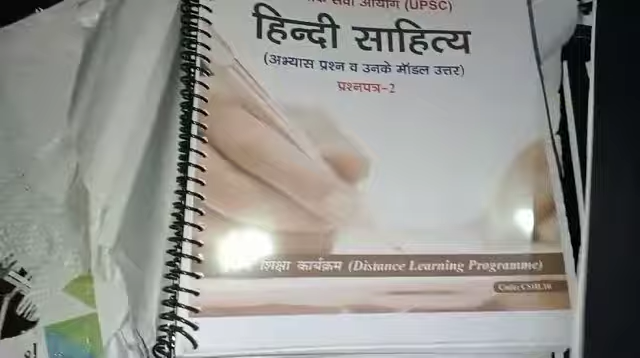 सेवा आयोग (UPSC)
हिन्दी साहित्य
(अभ्यास प्रश्न व उनके मॉडल उत्तर)
प्रश्नपत्र-2
शिक्षा कार्यक्रम (Distance Learning Programme)